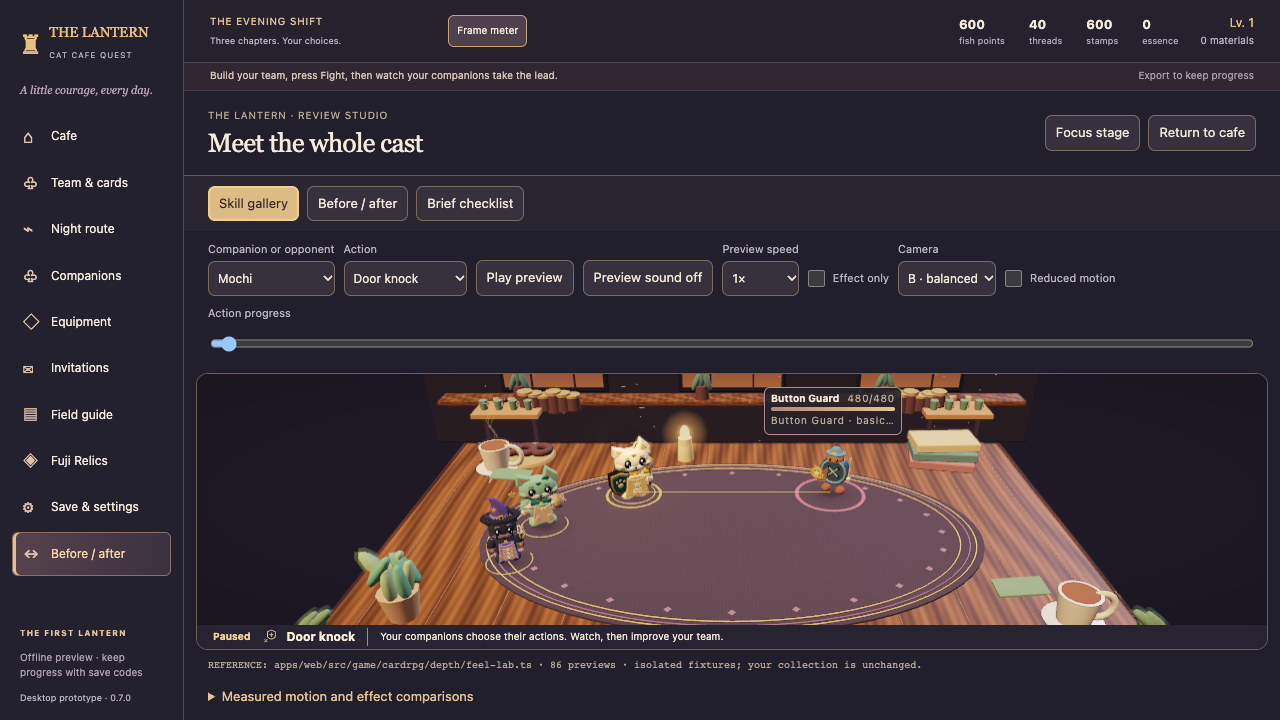 THE LANTERN
CAT CAFE QUEST
A little courage, every day.
Cafe
Team & cards
Night route
Companions
Equipment
Invitations
Field guide
Fuji Relics
Save & settings
Before / after
THE FIRST LANTERN
Offline preview · keep
progress with save codes
Desktop prototype · 0.7.0
THE EVENING SHIFT
Three chapters. Your choices.
Frame meter
600 fish points
40 threads
600 stamps
0 essence
Lv. 1
0 materials
Build your team, press Fight, then watch your companions take the lead.
Export to keep progress
THE LANTERN · REVIEW STUDIO
Meet the whole cast
Focus stage
Return to cafe
Skill gallery
Before / after
Brief checklist
Companion or opponent
Action
Preview speed
Camera
Mochi
Door knock
Play preview
Preview sound off
1×
Effect only
B · balanced
Reduced motion
Action progress
Button Guard 480/480
Button Guard · basic…
Paused
Door knock
Your companions choose their actions. Watch, then improve your team.
REFERENCE: apps/web/src/game/cardrpg/depth/feel-lab.ts · 86 previews · isolated fixtures; your collection is unchanged.
Measured motion and effect comparisons